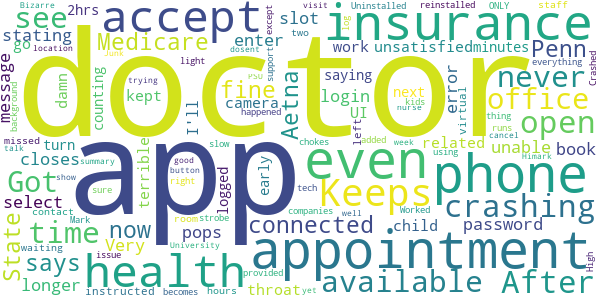 Bizarre ONLY staff
Uninstalled reinstalled except visit
see 2hrs accept slot two insurance
go Medicare enter log
stating Junk work unsatisfied minutes Penn Crashed
location trying light PSU everything
message damn counting fine saying error never office
background kept I'll camera Aetna login UI support happened virtual nurse next kids cancel thing runs
doctor
missed turn early left added week open
talk closes related unable book
summary chokes using Himark
app even phone
show button good slow
Got sure right tech
select terrible logged Keeps crashing
contact Mark companies well Worked
State time now pops connected child password
waiting Very room strobe University issue
says health appointment available After
longer throat provided yet High
instructed becomes hours dosent